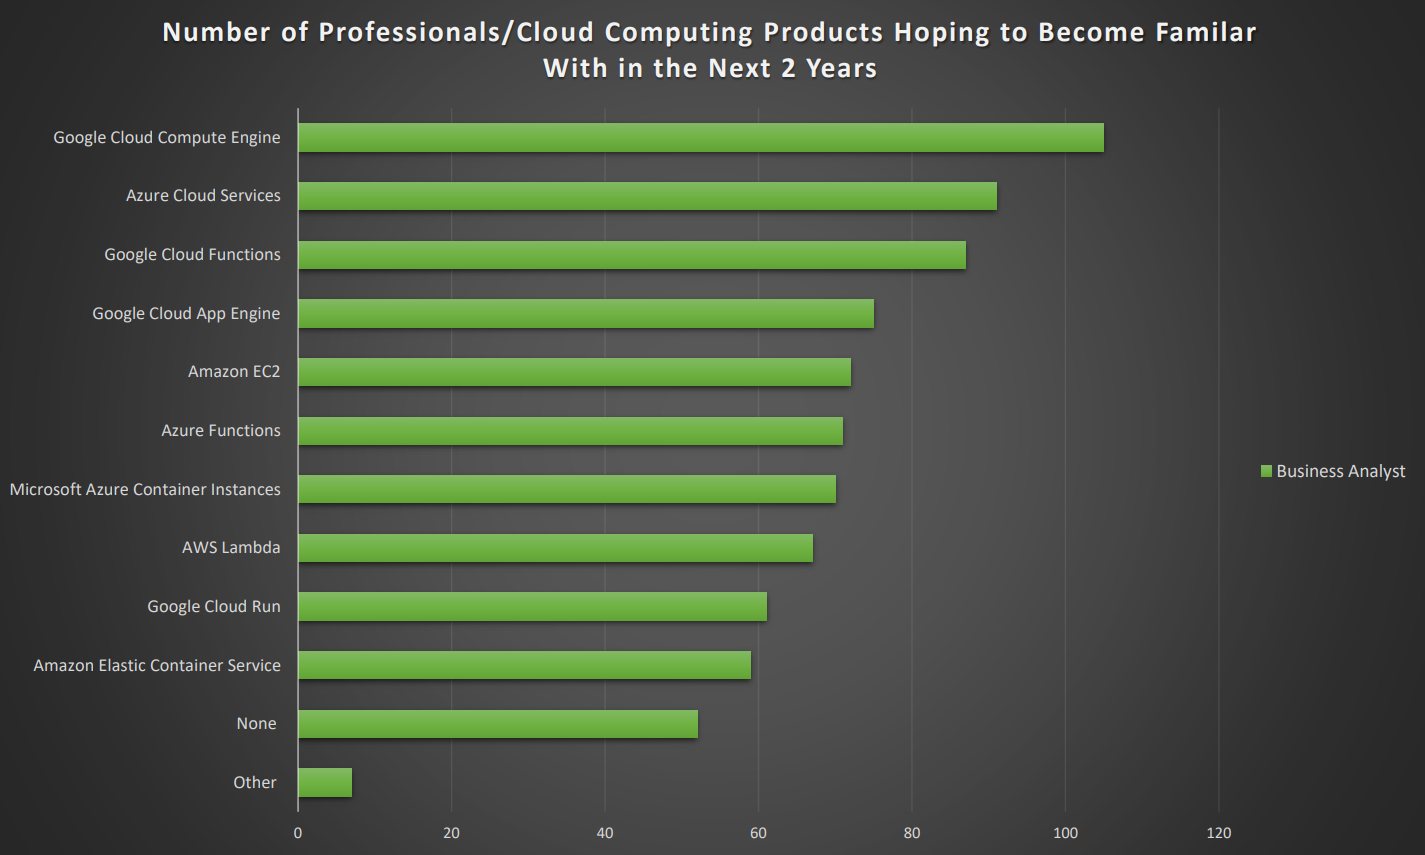 Number of Professionals/Cloud Computing Products Hoping to Become Familar
With in the Next 2 Years
Google Cloud Compute Engine
Azure Cloud Services
Google Cloud Functions
Google Cloud App Engine
Amazon EC2
Azure Functions
Microsoft Azure Container Instances
AWS Lambda
Google Cloud Run
Amazon Elastic Container Service
None
Other
0 20 40 60 80 100 120
Business Analyst